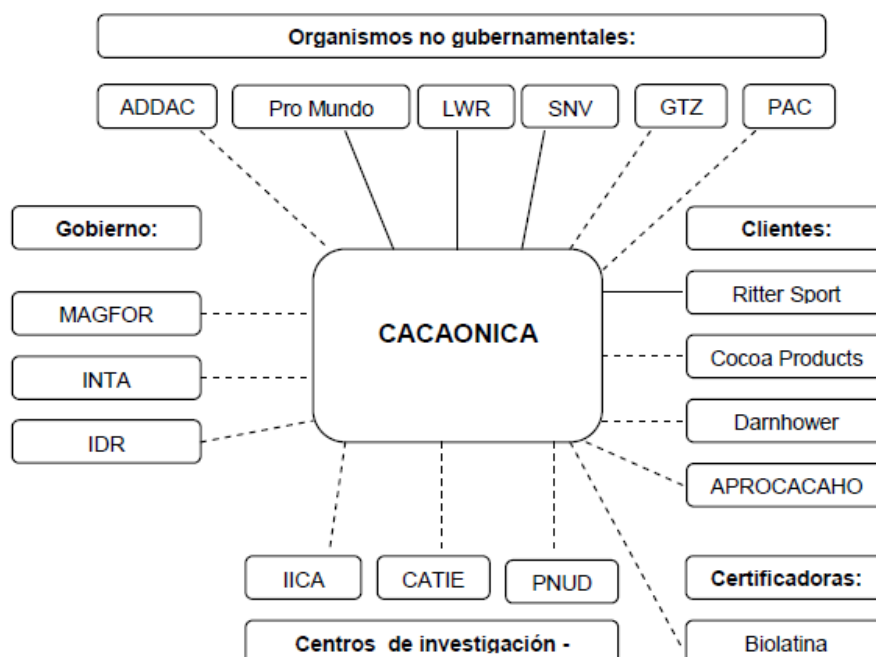 Organismos no gubernamentales:
ADDAC
Pro Mundo
LWR
SNV
GTZ
PAC
Gobierno:
Clientes:
MAGFOR
Ritter Sport
CACAONICA
INTA
Cocoa Products
IDR
Darnhower
APROCACAHO
IICA
CATIE
PNUD
Certificadoras:
Centros de investigación -
Biolatina